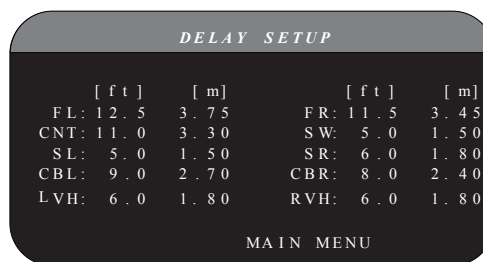 DELAY SETUP
[ft] [m] [ft] [m]
FL: 12.5 3.75 FR: 11.5 3.45
CNT: 11.0 3.30 SW: 5.0 1.50
SL: 5.0 1.50 SR: 6.0 1.80
CBL: 9.0 2.70 CBR: 8.0 2.40
LVH: 6.0 1.80 RVH: 6.0 1.80
MAIN MENU